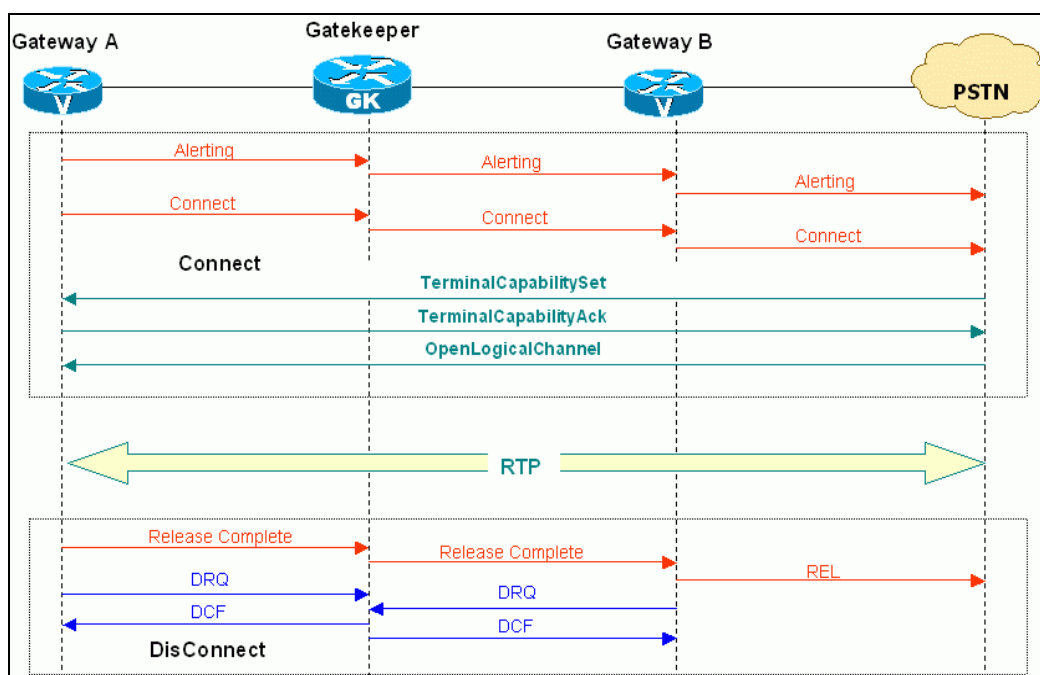 Gateway A
Gatekeeper
Gateway B
V
GK
V
PSTN
Alerting
Alerting
Alerting
Connect
Connect
Connect
Connect
TerminalCapabilitySet
TerminalCapabilityAck
OpenLogicalChannel
RTP
Release Complete
Release Complete
REL
DRQ
DRQ
DCF
DCF
DisConnect